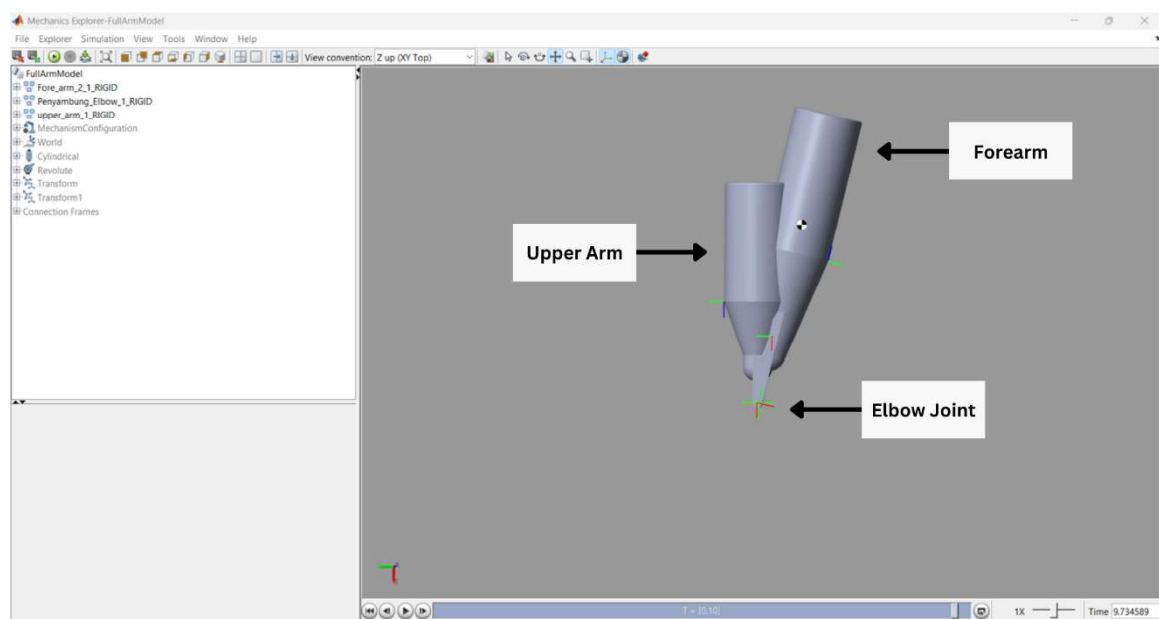 Mechanics Explorer-FullArmModel
File Explorer Simulation View Tools Window Help
View convention: Z up (XY Top)
FullArmModel
Fore_arm_2_1_RIGID
Penyambung_Elbow_1_RIGID
upper_arm_1_RIGID
MechanismConfiguration
World
Cylindrical
Revolute
Transform
Transform1
Connection Frames
Forearm
Upper Arm
Elbow Joint
T = [0,10]
1X
Time 9.734589